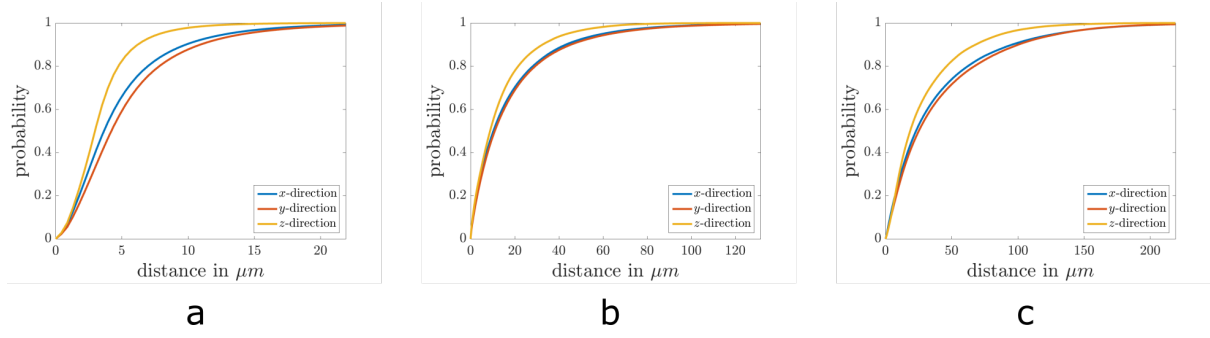 1
0.8
0.6
0.4
0.2
0
probability
0 5 10 15 20
distance in μm
x-direction
y-direction
z-direction
a
1
0.8
0.6
0.4
0.2
0
probability
0 20 40 60 80 100 120
distance in μm
x-direction
y-direction
z-direction
b
1
0.8
0.6
0.4
0.2
0
probability
0 50 100 150 200
distance in μm
x-direction
y-direction
z-direction
c